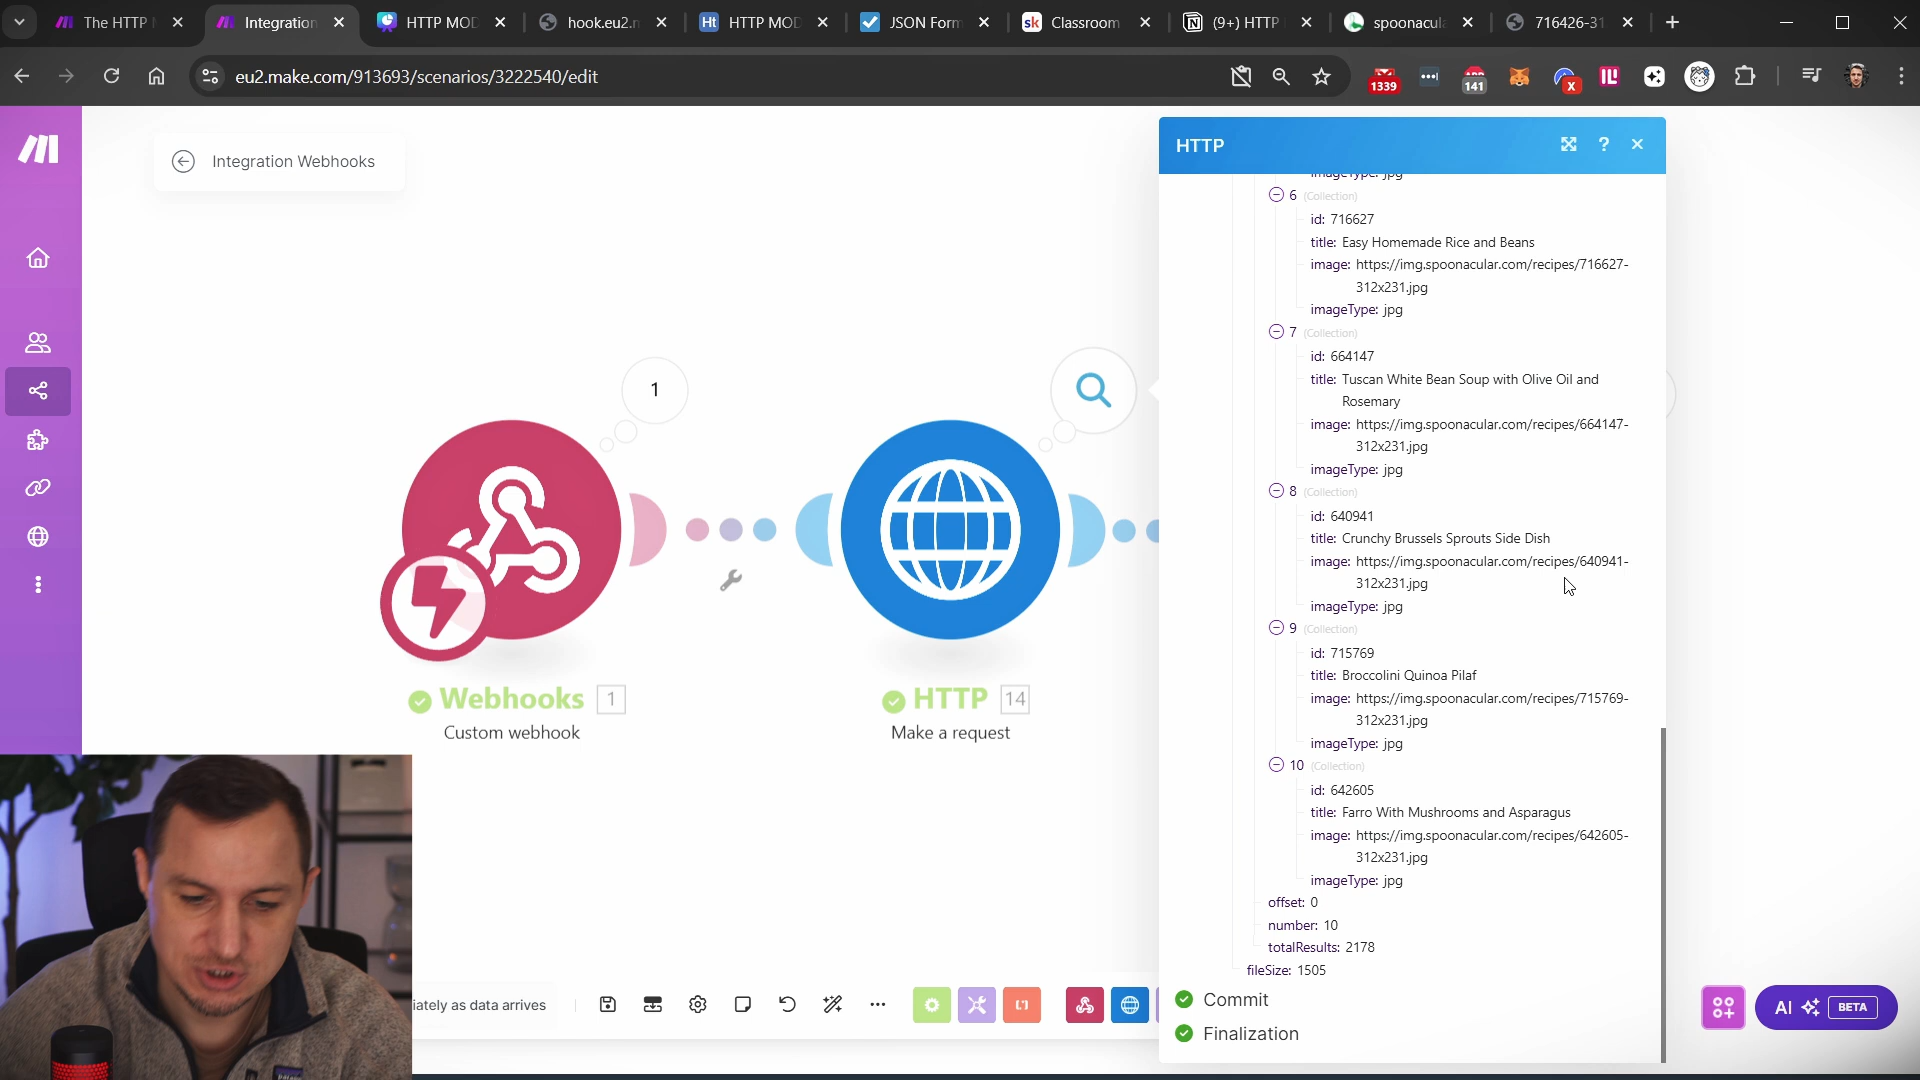 The HTTP
Integration
HTTP MOD
hook.eu2.m
HTTP MOD
JSON Form
Classroom
(9+) HTTP
spoonacula
716426-31
eu2.make.com/913693/scenarios/3222540/edit
1339
141
X
Integration Webhooks
1
Webhooks 1
Custom webhook
HTTP 14
Make a request
HTTP
imageType: jpg
6 (Collection)
id: 716627
title: Easy Homemade Rice and Beans
image: https://img.spoonacular.com/recipes/716627-
312x231.jpg
imageType: jpg
7 (Collection)
id: 664147
title: Tuscan White Bean Soup with Olive Oil and
Rosemary
image: https://img.spoonacular.com/recipes/664147-
312x231.jpg
imageType: jpg
8 (Collection)
id: 640941
title: Crunchy Brussels Sprouts Side Dish
image: https://img.spoonacular.com/recipes/640941-
312x231.jpg
imageType: jpg
9 (Collection)
id: 715769
title: Broccolini Quinoa Pilaf
image: https://img.spoonacular.com/recipes/715769-
312x231.jpg
imageType: jpg
10 (Collection)
id: 642605
title: Farro With Mushrooms and Asparagus
image: https://img.spoonacular.com/recipes/642605-
312x231.jpg
imageType: jpg
offset: 0
number: 10
totalResults: 2178
fileSize: 1505
Commit
Finalization
iately as data arrives
AI BETA